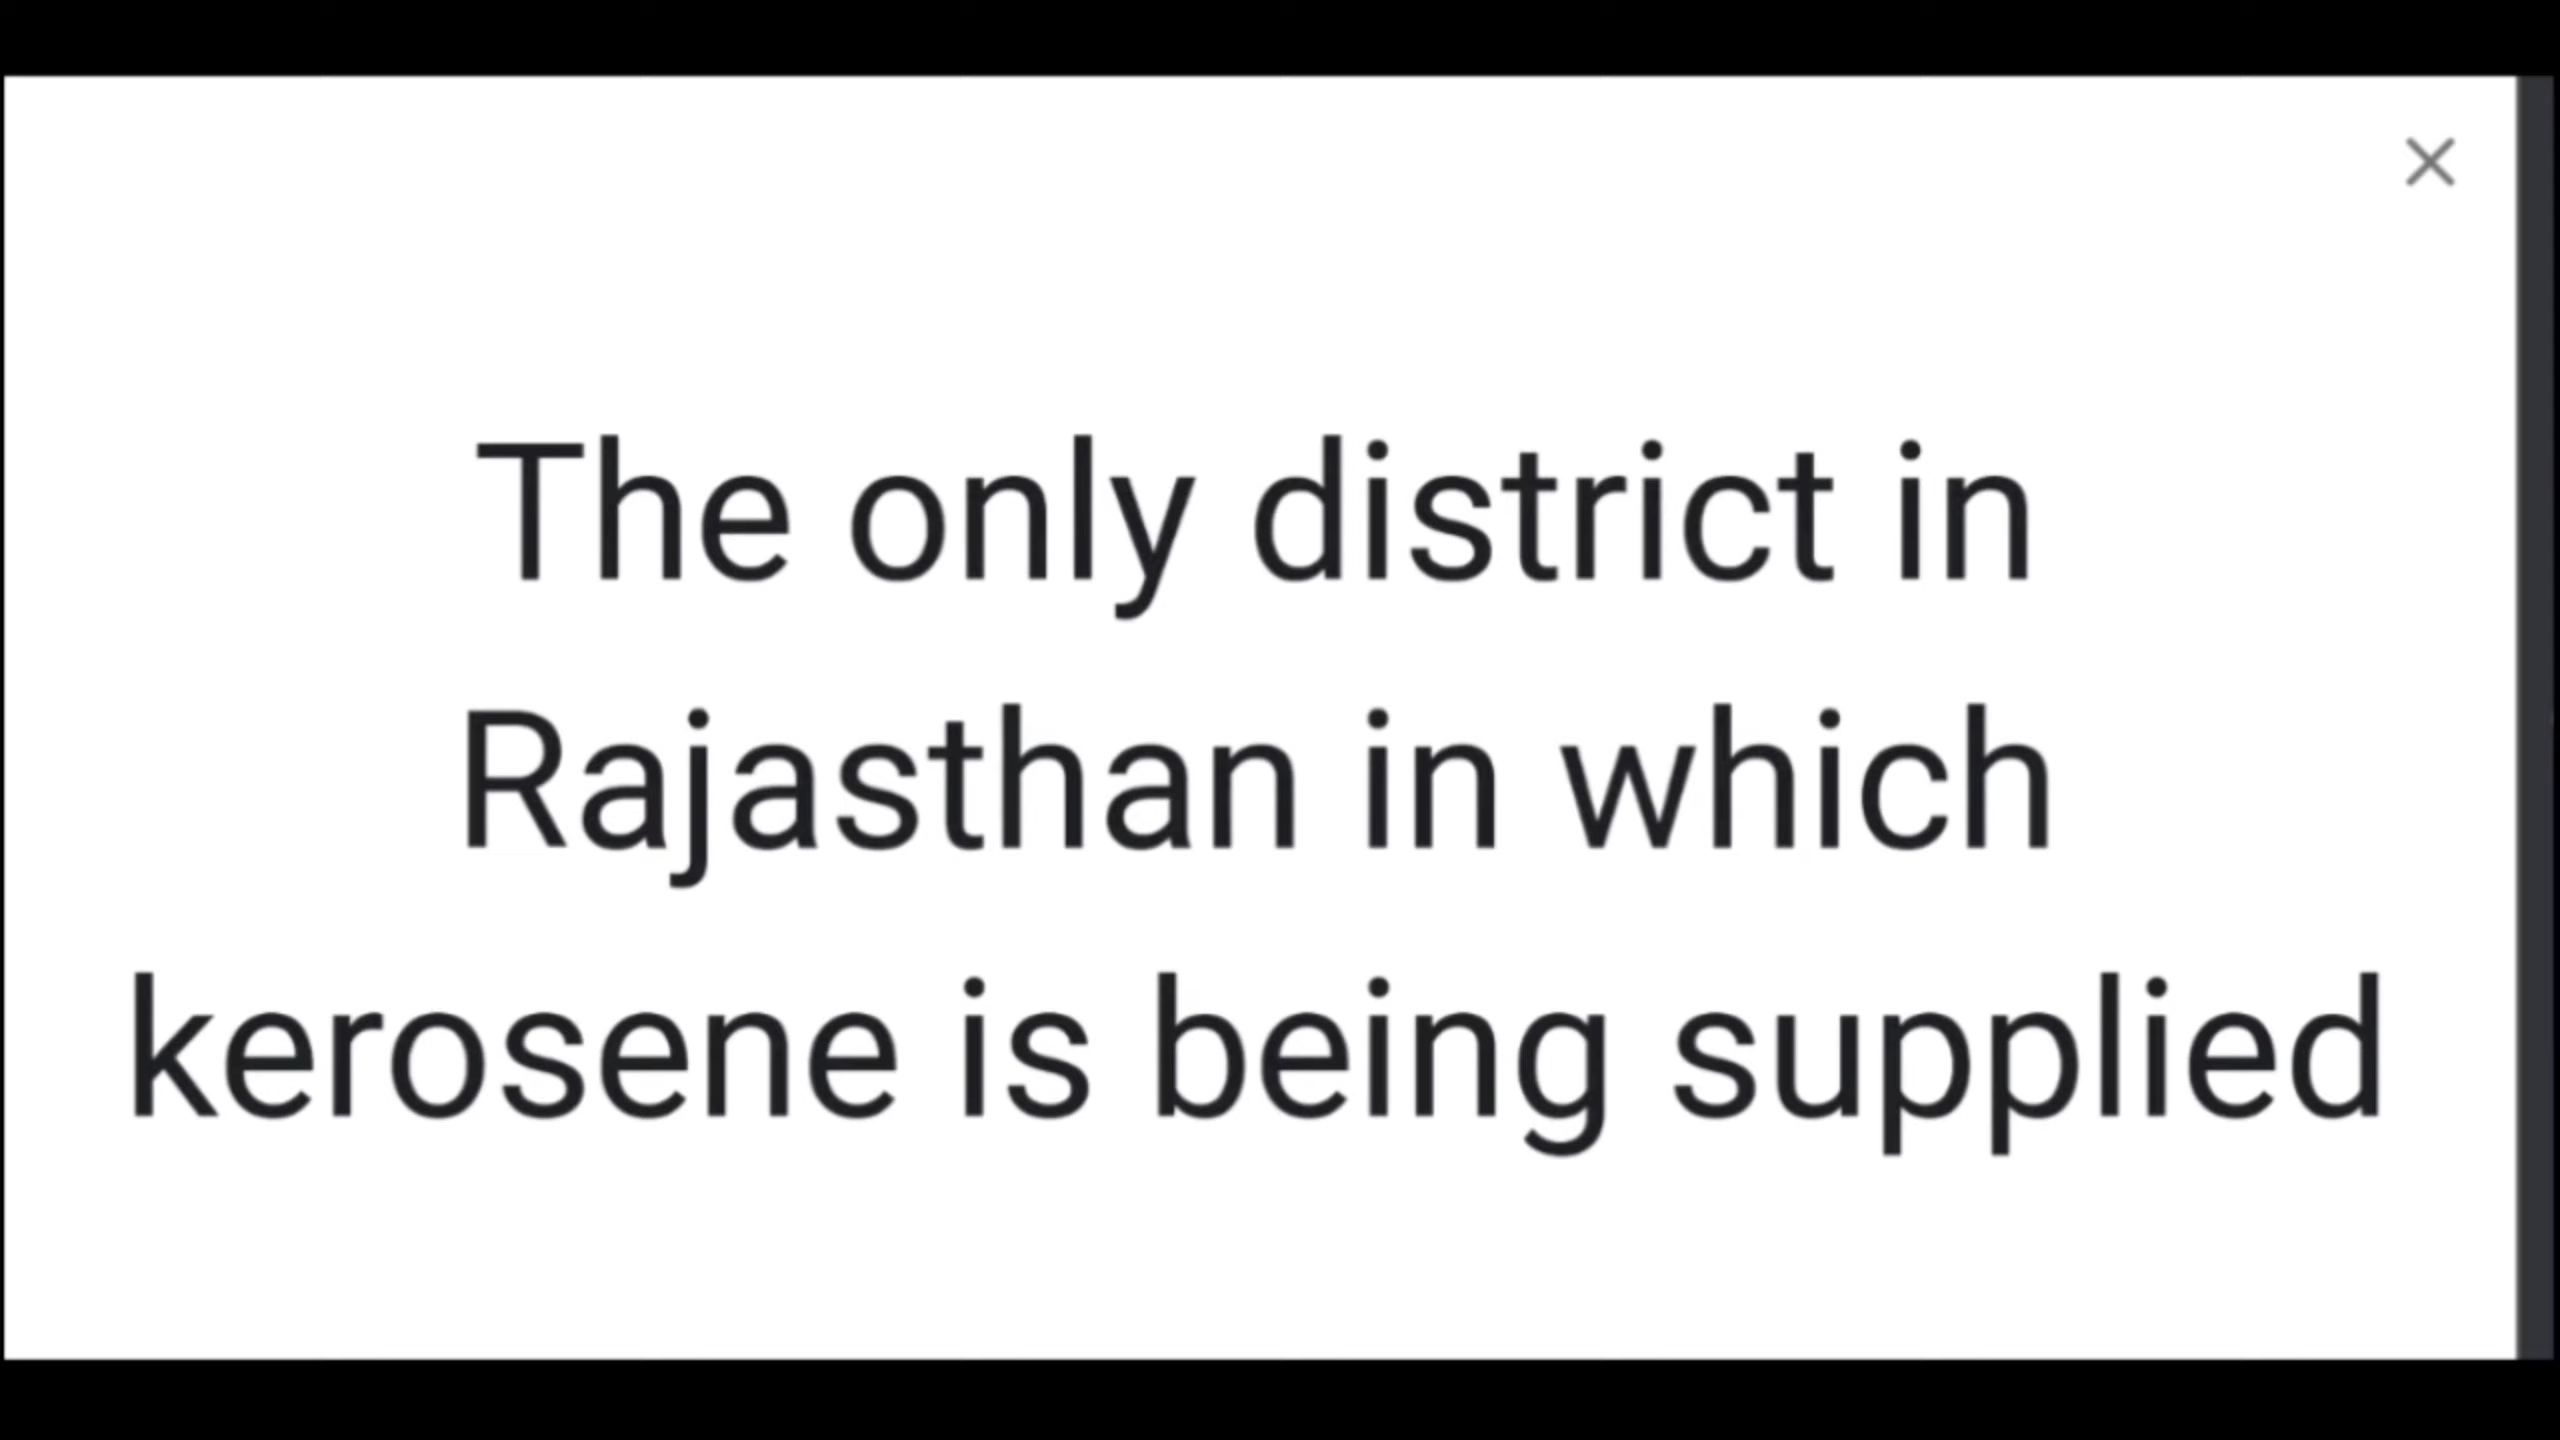 The only district in
Rajasthan in which
kerosene is being supplied